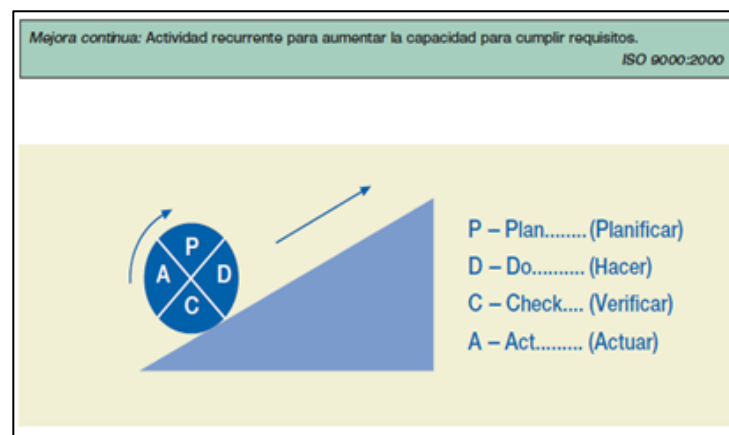 Mejora continua: Actividad recurrente para aumentar la capacidad para cumplir requisitos.
ISO 9000:2000
P
A D
C
P – Plan........ (Planificar)
D – Do.......... (Hacer)
C – Check.... (Verificar)
A – Act......... (Actuar)